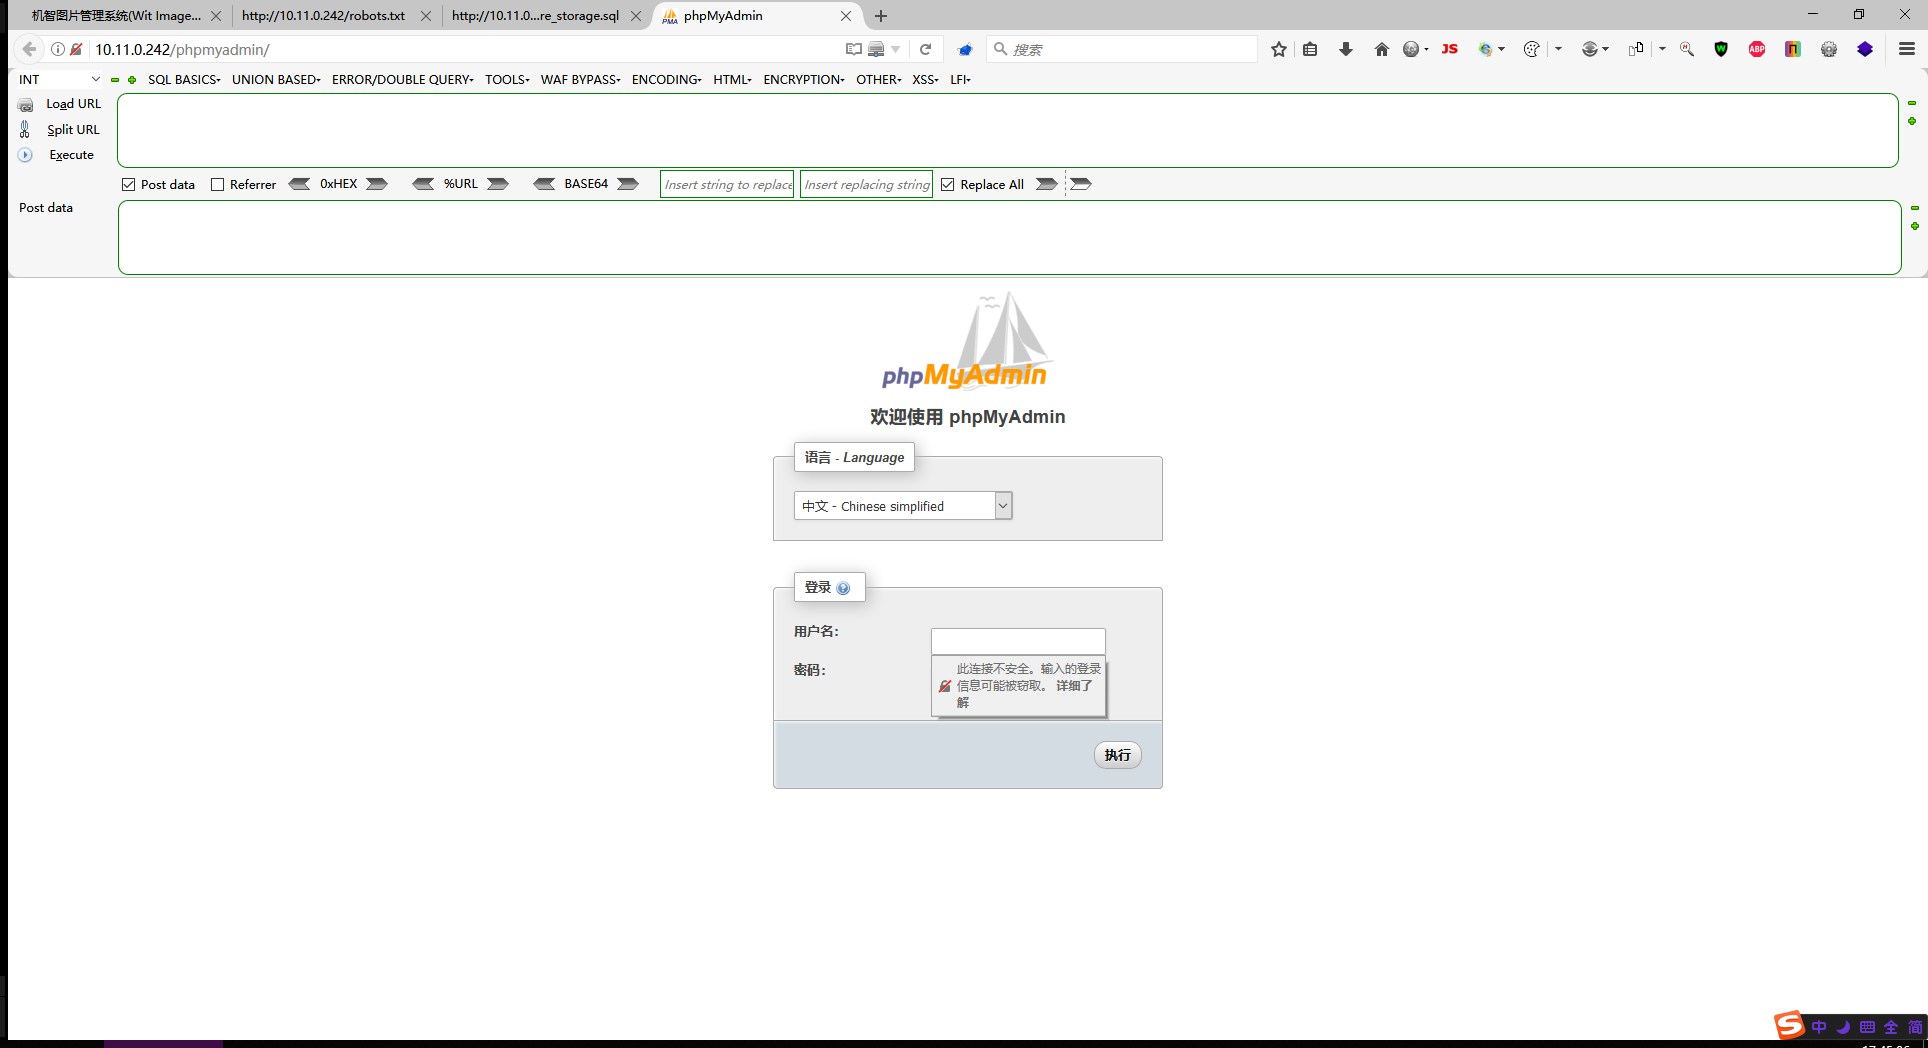 机智图片管理系统(Wit Image...
http://10.11.0.242/robots.txt
http://10.11.0...re_storage.sql
phpMyAdmin
10.11.0.242/phpmyadmin/
搜索
JS
ABP
INT
SQL BASICS
UNION BASED
ERROR/DOUBLE QUERY
TOOLS
WAF BYPASS
ENCODING
HTML
ENCRYPTION
OTHER
XSS
LFI
Load URL
Split URL
Execute
Post data
Referrer
0xHEX
%URL
BASE64
Insert string to replace
Insert replacing string
Replace All
Post data
phpMyAdmin
欢迎使用 phpMyAdmin
语言 - Language
中文 - Chinese simplified
登录
用户名：
密码：
此连接不安全。输入的登录
信息可能被窃取。 详细了
解
执行
中
全
简